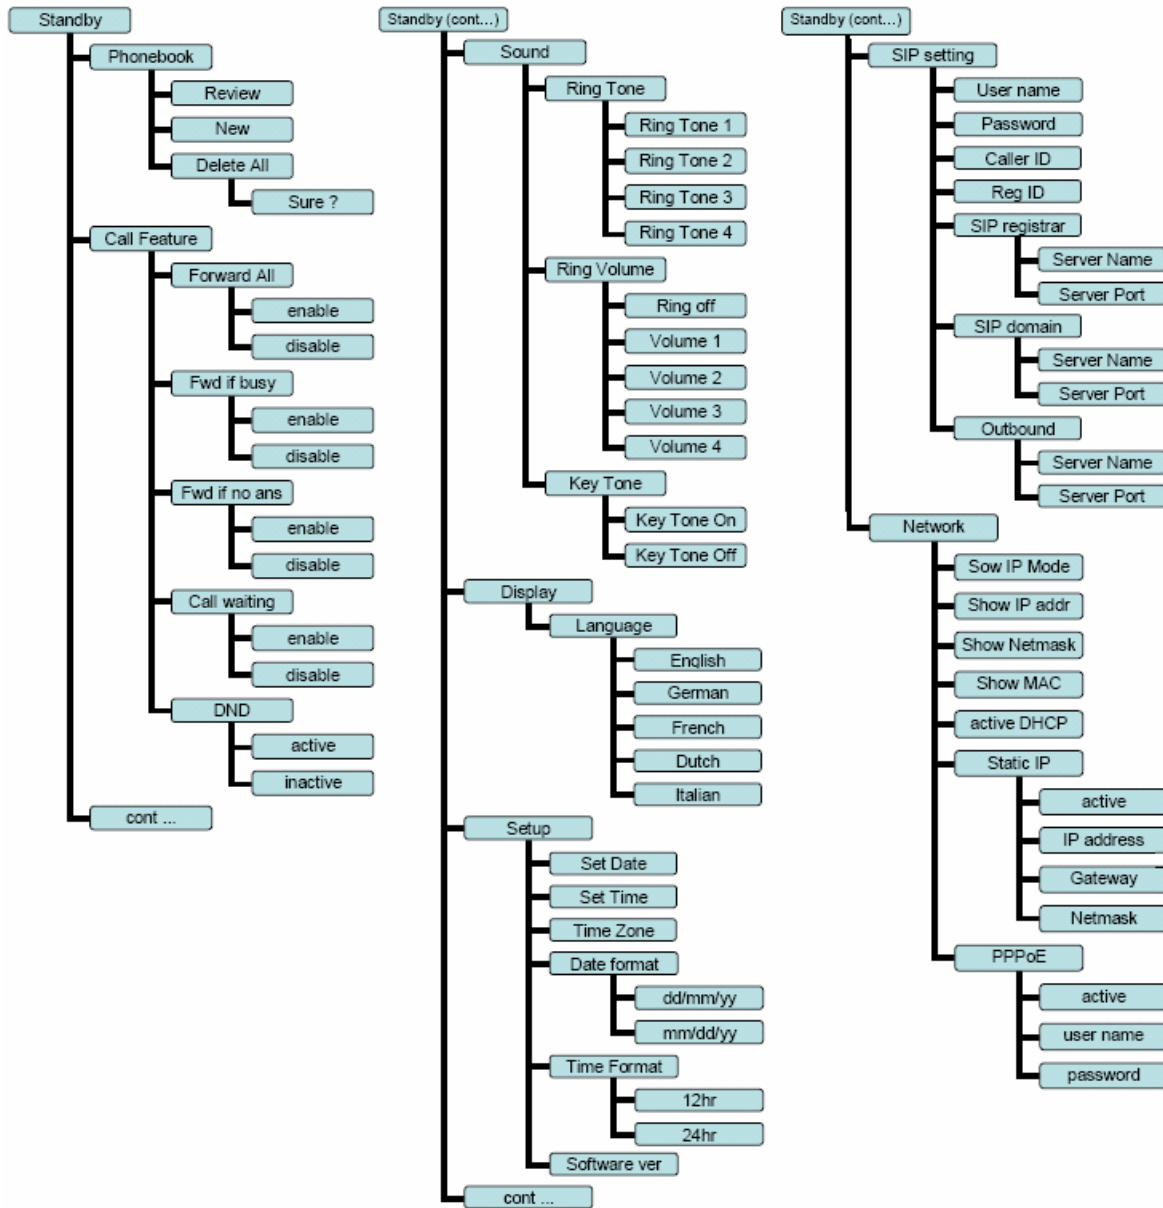 Standby
Phonebook
Review
New
Delete All
Sure ?
Call Feature
Forward All
enable
disable
Fwd if busy
enable
disable
Fwd if no ans
enable
disable
Call waiting
enable
disable
DND
active
inactive
cont ...
Standby (cont...)
Sound
Ring Tone
Ring Tone 1
Ring Tone 2
Ring Tone 3
Ring Tone 4
Ring Volume
Ring off
Volume 1
Volume 2
Volume 3
Volume 4
Key Tone
Key Tone On
Key Tone Off
Display
Language
English
German
French
Dutch
Italian
Setup
Set Date
Set Time
Time Zone
Date format
dd/mm/yy
mm/dd/yy
Time Format
12hr
24hr
Software ver
cont ...
Standby (cont...)
SIP setting
User name
Password
Caller ID
Reg ID
SIP registrar
Server Name
Server Port
SIP domain
Server Name
Server Port
Outbound
Server Name
Server Port
Network
Sow IP Mode
Show IP addr
Show Netmask
Show MAC
active DHCP
Static IP
active
IP address
Gateway
Netmask
PPPoE
active
user name
password